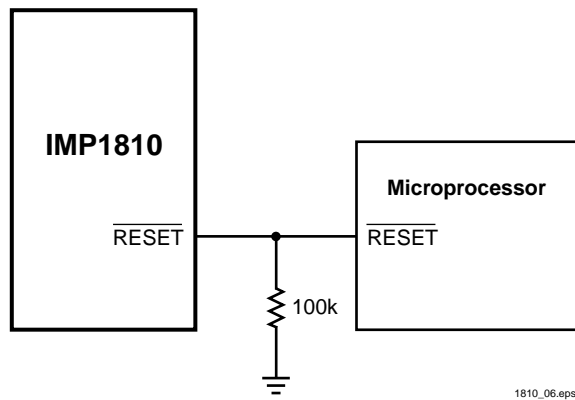 IMP1810
Microprocessor
RESET
RESET
100k
1810_06.eps